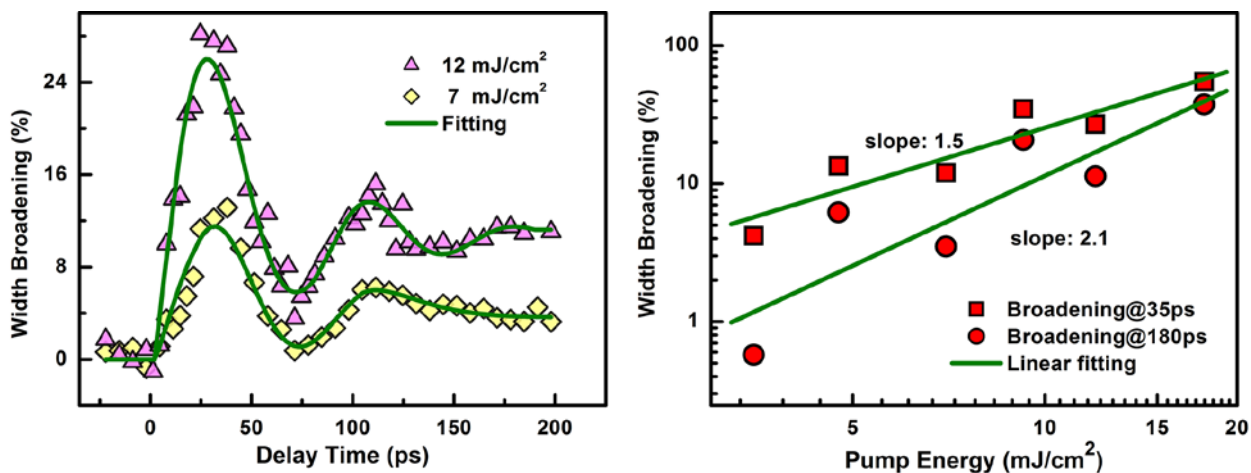 Width Broadening (%)
28
24
16
8
0
12 mJ/cm²
7 mJ/cm²
Fitting
0
50
100
150
200
Delay Time (ps)
Width Broadening (%)
100
10
1
slope: 1.5
slope: 2.1
Broadening@35ps
Broadening@180ps
Linear fitting
5
10
15
20
Pump Energy (mJ/cm²)